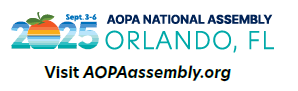 Sept. 3-6
2025
AOPA NATIONAL ASSEMBLY
ORLANDO, FL
Visit AOPAassembly.org